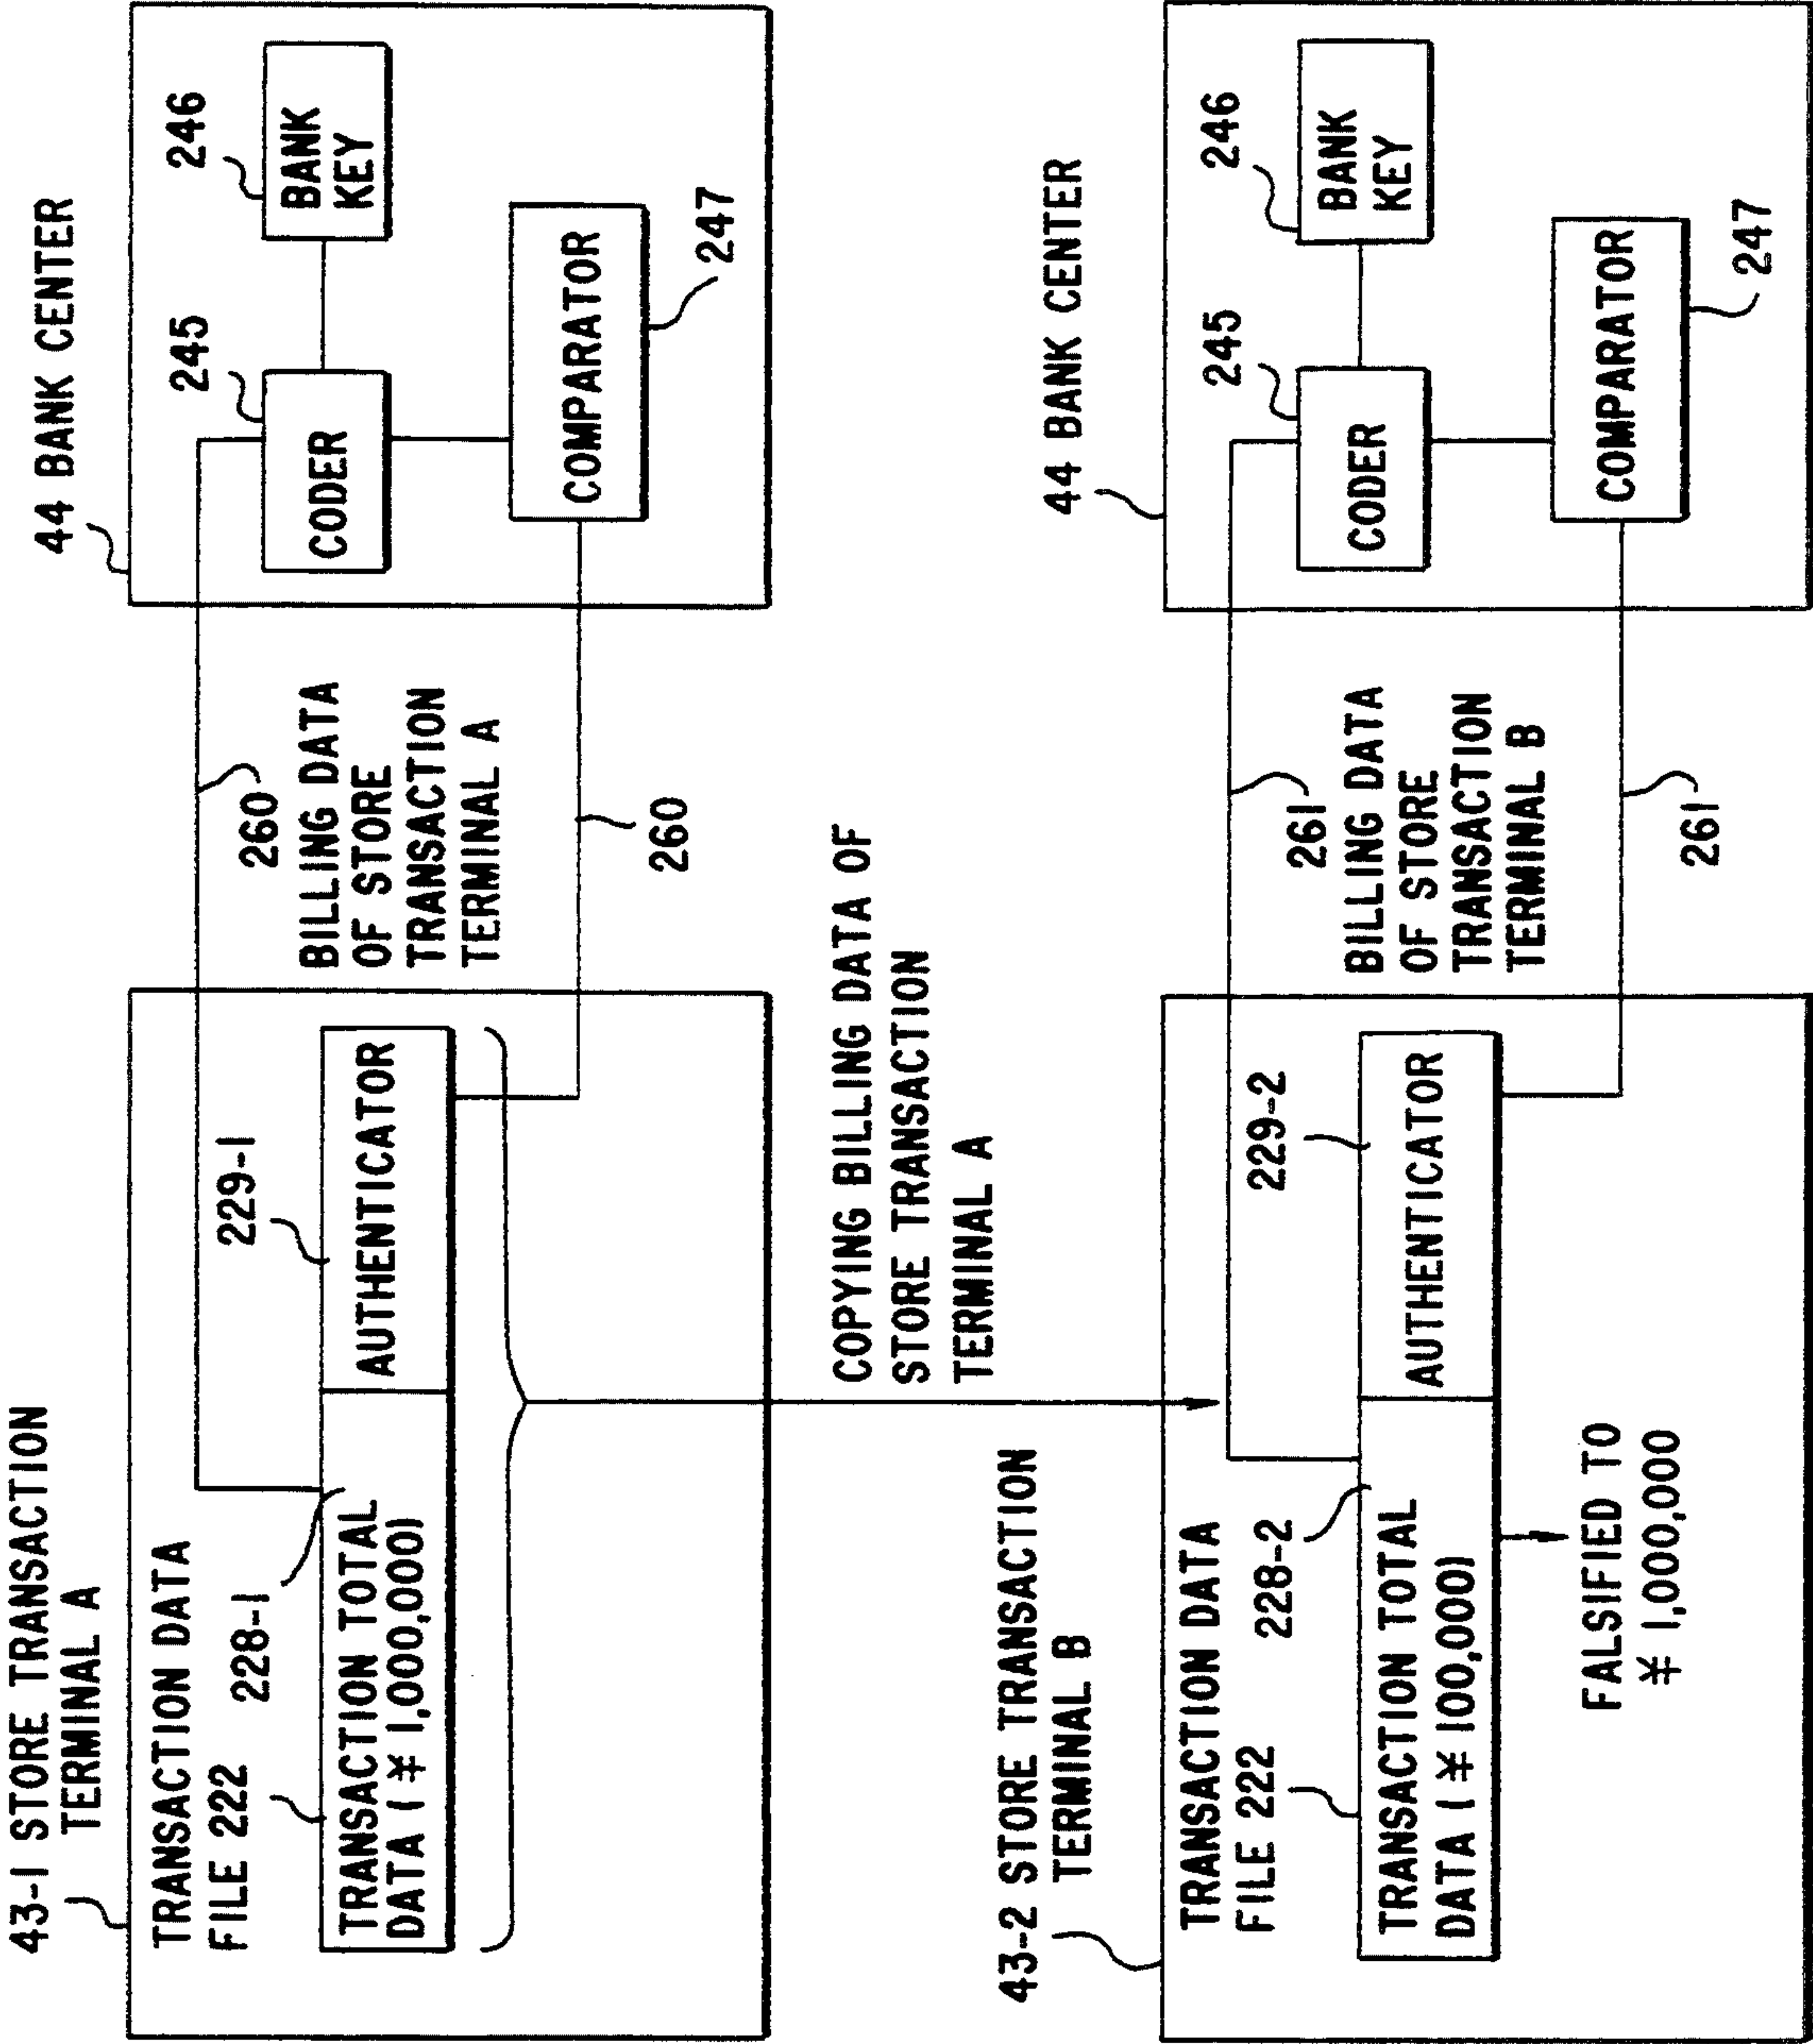 43-1 STORE TRANSACTION
TERMINAL A
TRANSACTION DATA
FILE 222
228-1
229-1
TRANSACTION TOTAL
DATA (¥ 1,000,000)
AUTHENTICATOR
260
BILLING DATA
OF STORE
TRANSACTION
TERMINAL A
260
44 BANK CENTER
245
246
CODER
BANK
KEY
COMPARATOR
247
COPYING BILLING DATA OF
STORE TRANSACTION
TERMINAL A
43-2 STORE TRANSACTION
TERMINAL B
TRANSACTION DATA
FILE 222
228-2
229-2
TRANSACTION TOTAL
DATA (¥ 100,000)
AUTHENTICATOR
FALSIFIED TO
¥ 1,000,000
261
BILLING DATA
OF STORE
TRANSACTION
TERMINAL B
261
44 BANK CENTER
245
246
CODER
BANK
KEY
COMPARATOR
247